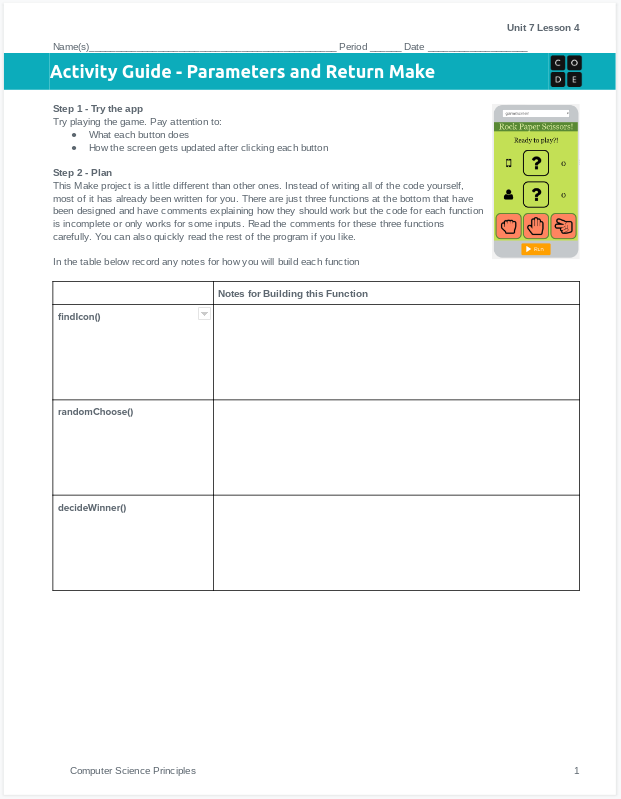 Unit 7 Lesson 4
Name(s)_____________________________________________ Period ______ Date __________________
Activity Guide - Parameters and Return Make
C O
D E
Step 1 - Try the app
Try playing the game. Pay attention to:
● What each button does
● How the screen gets updated after clicking each button
Rock Paper Scissors!
Ready to play?!
?
0
?
0
Run
Step 2 - Plan
This Make project is a little different than other ones. Instead of writing all of the code yourself,
most of it has already been written for you. There are just three functions at the bottom that have
been designed and have comments explaining how they should work but the code for each function
is incomplete or only works for some inputs. Read the comments for these three functions
carefully. You can also quickly read the rest of the program if you like.
In the table below record any notes for how you will build each function
Notes for Building this Function
findIcon()
randomChoose()
decideWinner()
Computer Science Principles 1